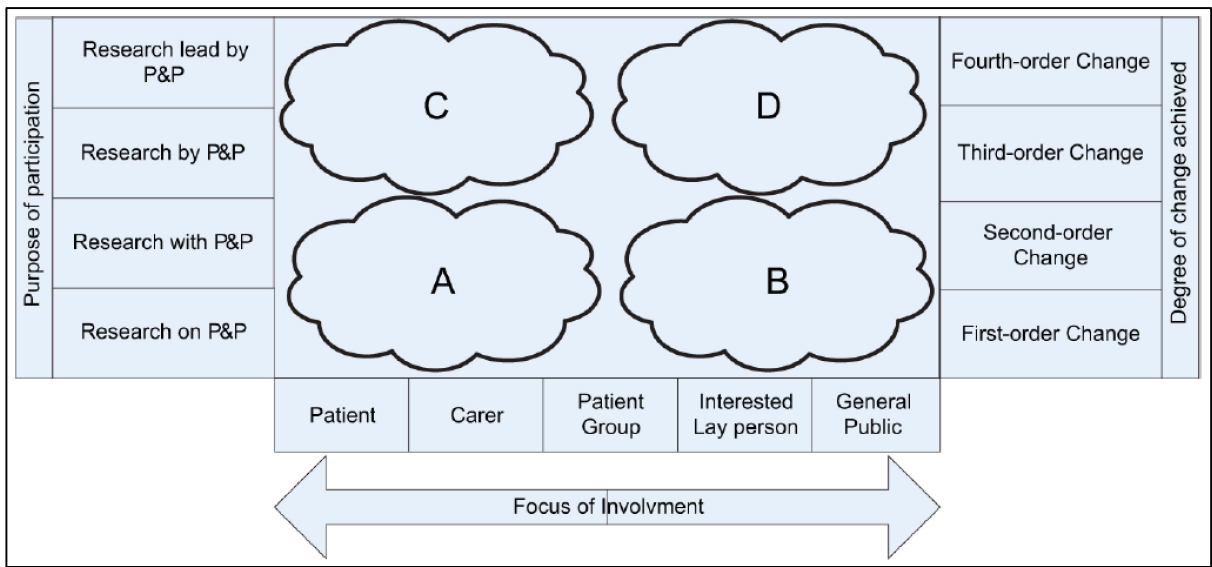 Purpose of participation
Research lead by
P&P
Research by P&P
Research with P&P
Research on P&P
C
D
A
B
Fourth-order Change
Third-order Change
Second-order
Change
First-order Change
Degree of change achieved
Patient
Carer
Patient
Group
Interested
Lay person
General
Public
Focus of Involvment